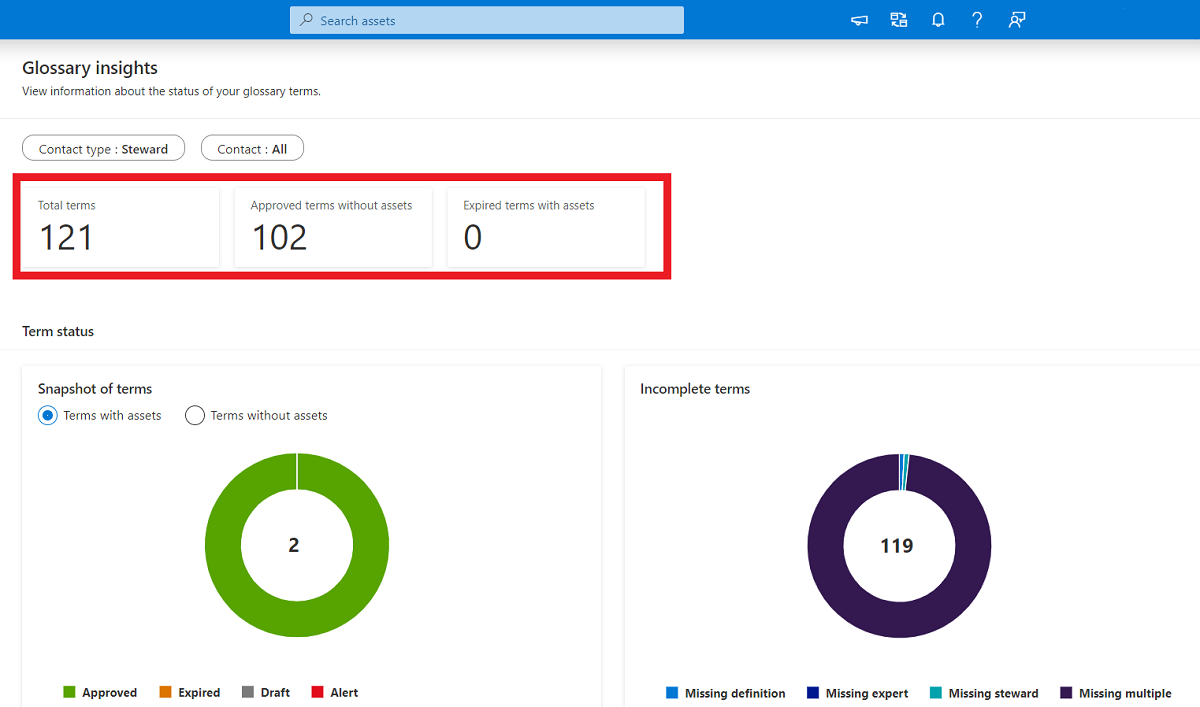 Search assets
Glossary insights
View information about the status of your glossary terms.
Contact type : Steward
Contact : All
Total terms
121
Approved terms without assets
102
Expired terms with assets
0
Term status
Snapshot of terms
Terms with assets
Terms without assets
2
Approved
Expired
Draft
Alert
Incomplete terms
119
Missing definition
Missing expert
Missing steward
Missing multiple